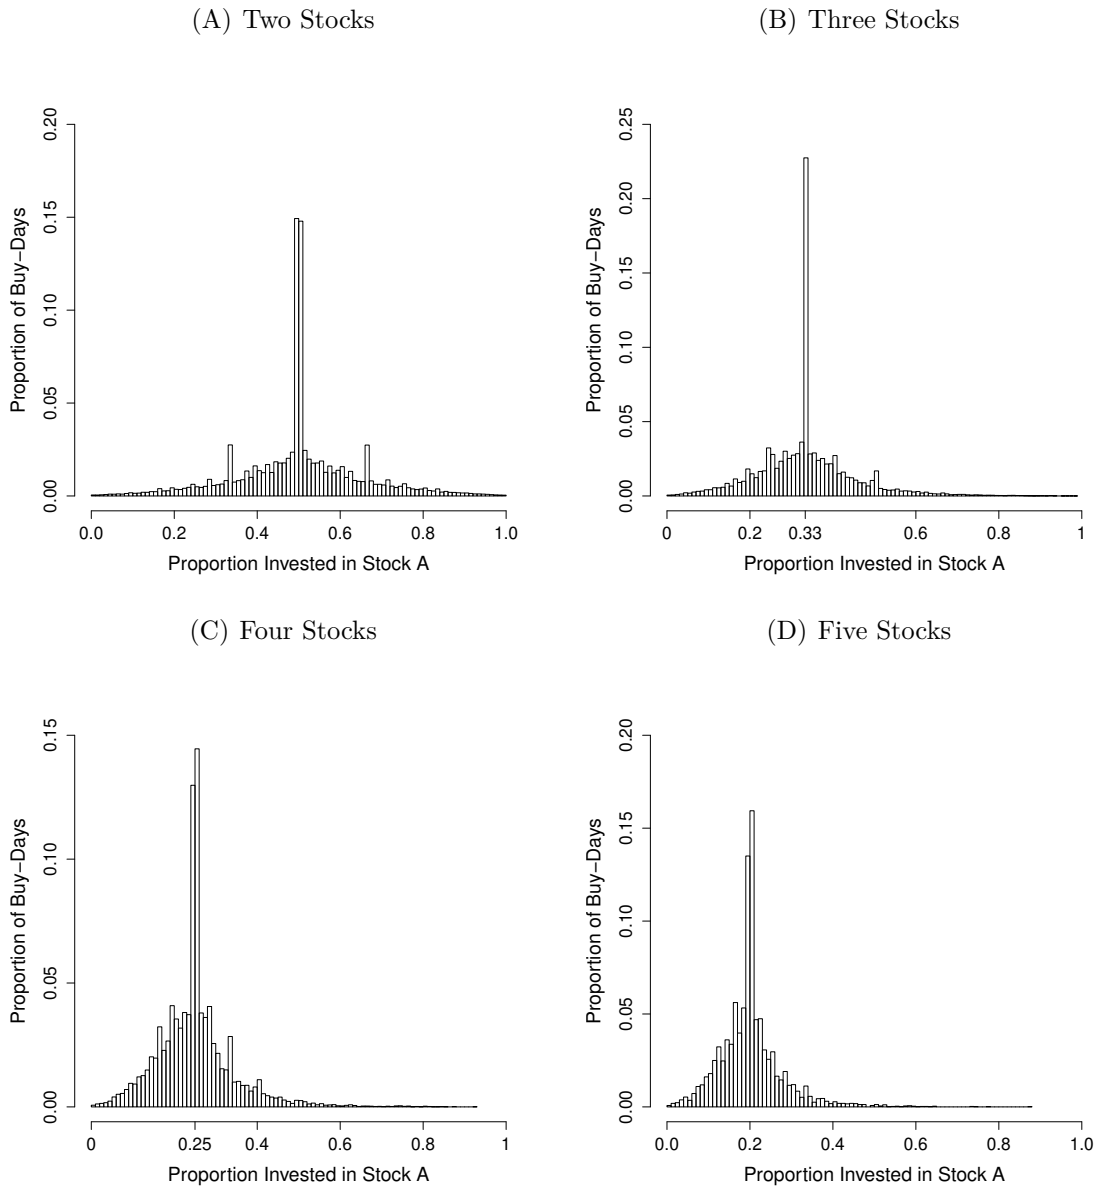 (A) Two Stocks
Proportion of Buy−Days
0.20
0.15
0.10
0.05
0.00
0.0 0.2 0.4 0.6 0.8 1.0
Proportion Invested in Stock A
(B) Three Stocks
Proportion of Buy−Days
0.25
0.20
0.15
0.10
0.05
0.00
0 0.2 0.33 0.6 0.8 1
Proportion Invested in Stock A
(C) Four Stocks
Proportion of Buy−Days
0.15
0.10
0.05
0.00
0 0.25 0.4 0.6 0.8 1
Proportion Invested in Stock A
(D) Five Stocks
Proportion of Buy−Days
0.20
0.15
0.10
0.05
0.00
0.0 0.2 0.4 0.6 0.8 1.0
Proportion Invested in Stock A